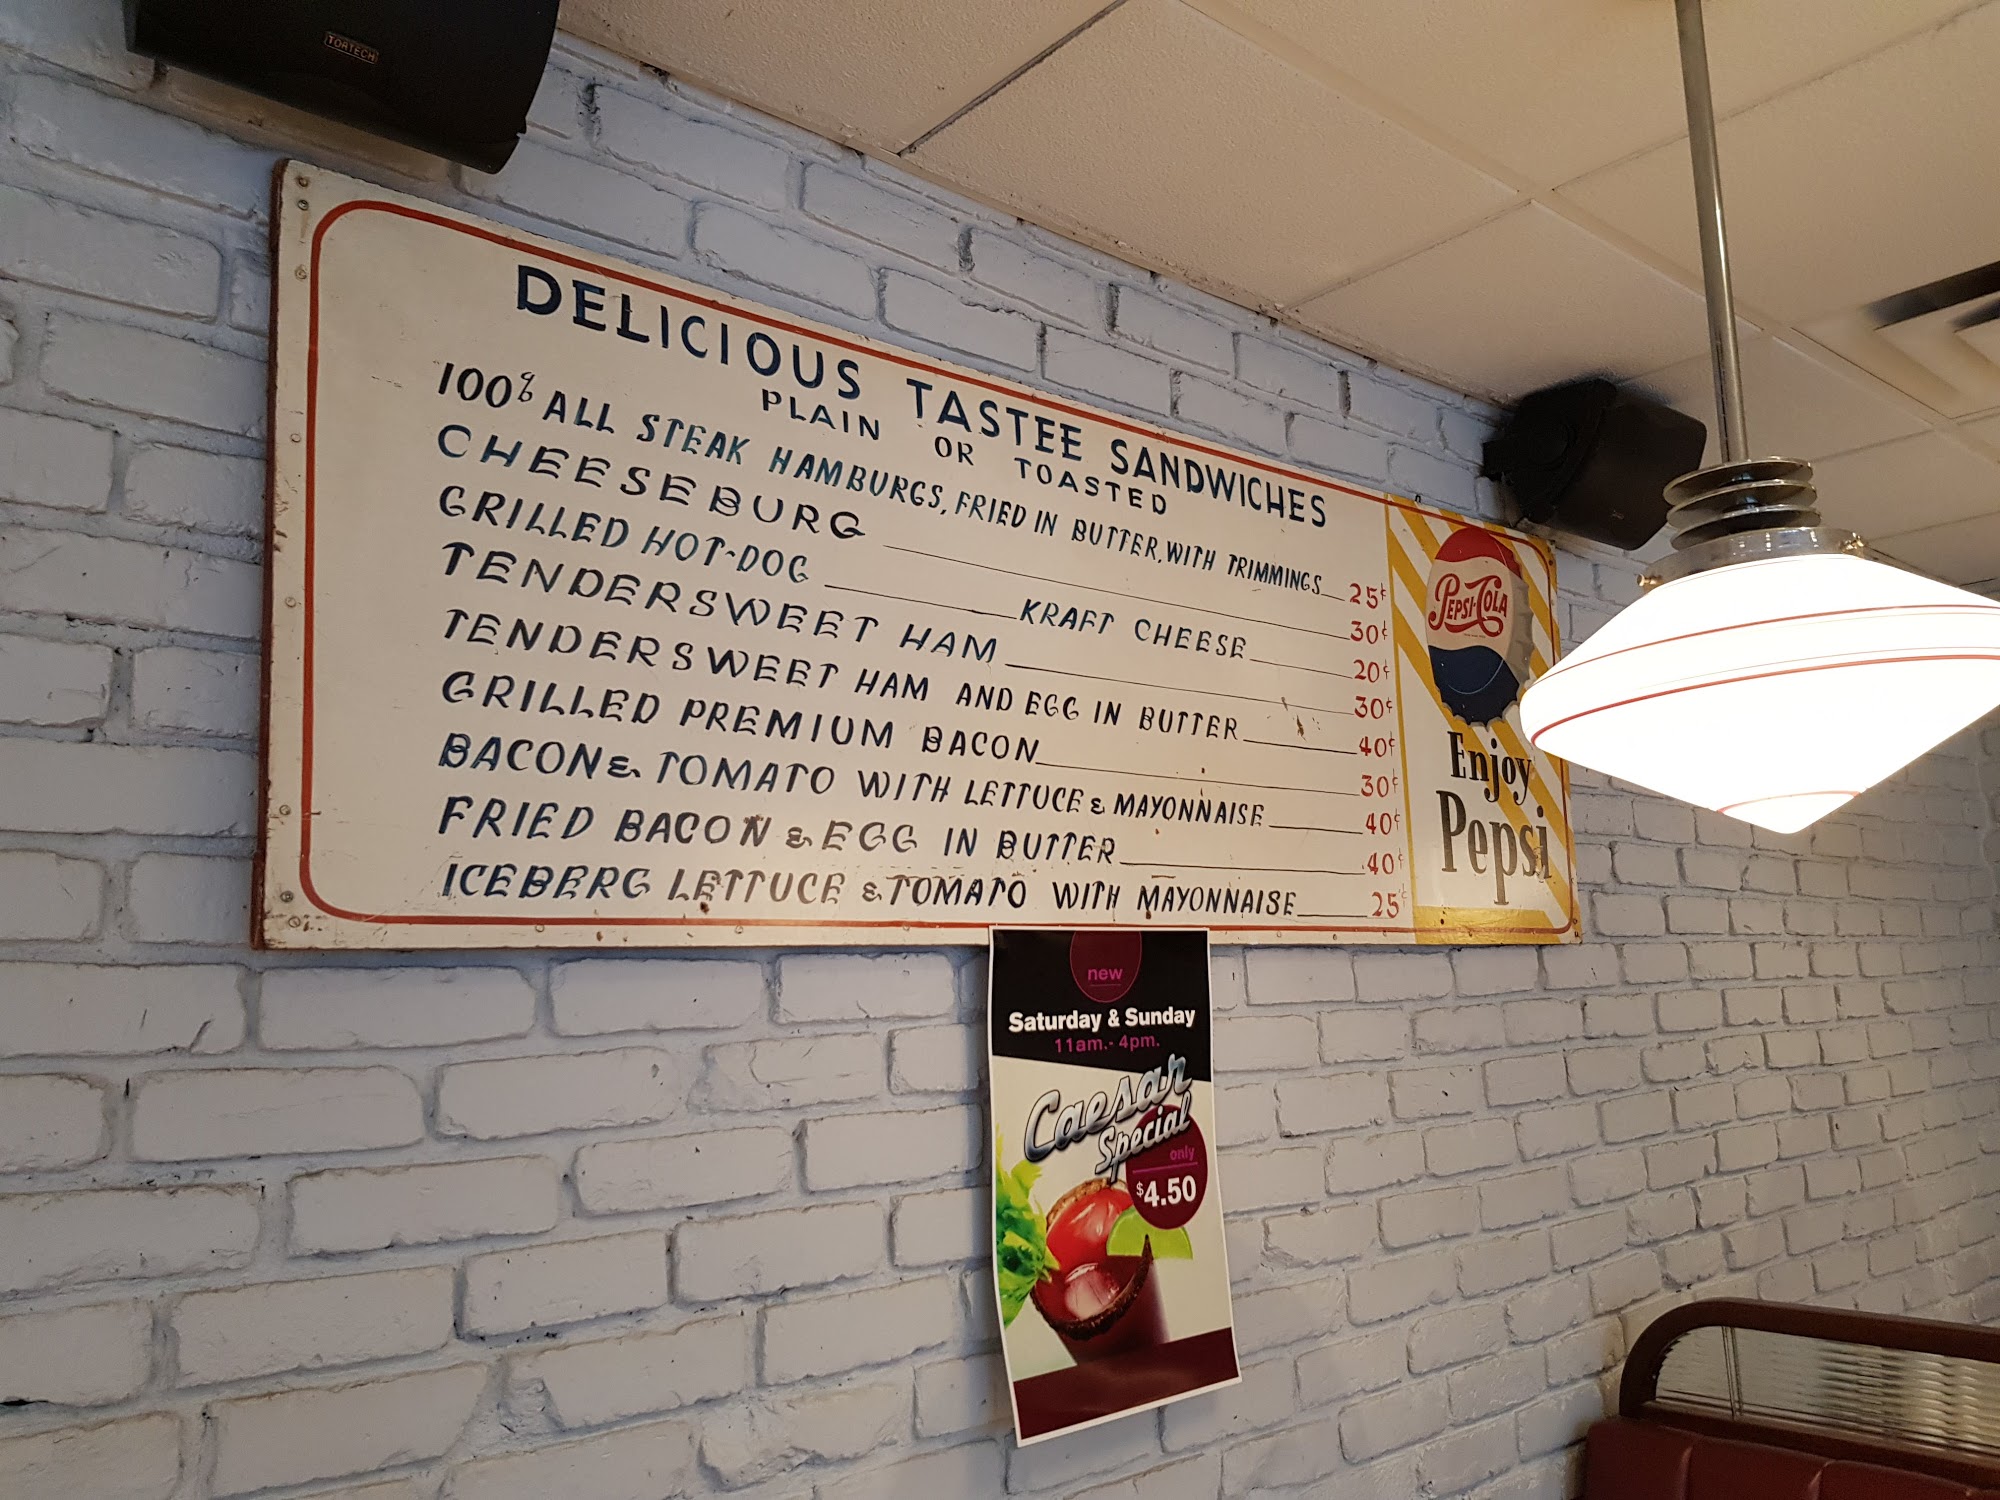 TOATECH
DELICIOUS TASTEE SANDWICHES
PLAIN OR TOASTED
100% ALL STEAK HAMBURGS, FRIED IN BUTTER, WITH TRIMMINGS 25¢
CHEESEBURG 30¢
GRILLED HOT-DOG KRAFT CHEESE 20¢
TENDERSWEET HAM 30¢
TENDERSWEET HAM AND EGG IN BUTTER 40¢
GRILLED PREMIUM BACON 30¢
BACON & TOMATO WITH LETTUCE & MAYONNAISE 40¢
FRIED BACON & EGG IN BUTTER 40¢
ICEBERG LETTUCE & TOMATO WITH MAYONNAISE 25¢
PEPSI-COLA
Enjoy
Pepsi
new
Saturday & Sunday
11am.- 4pm.
Caesar
Special
only
$4.50